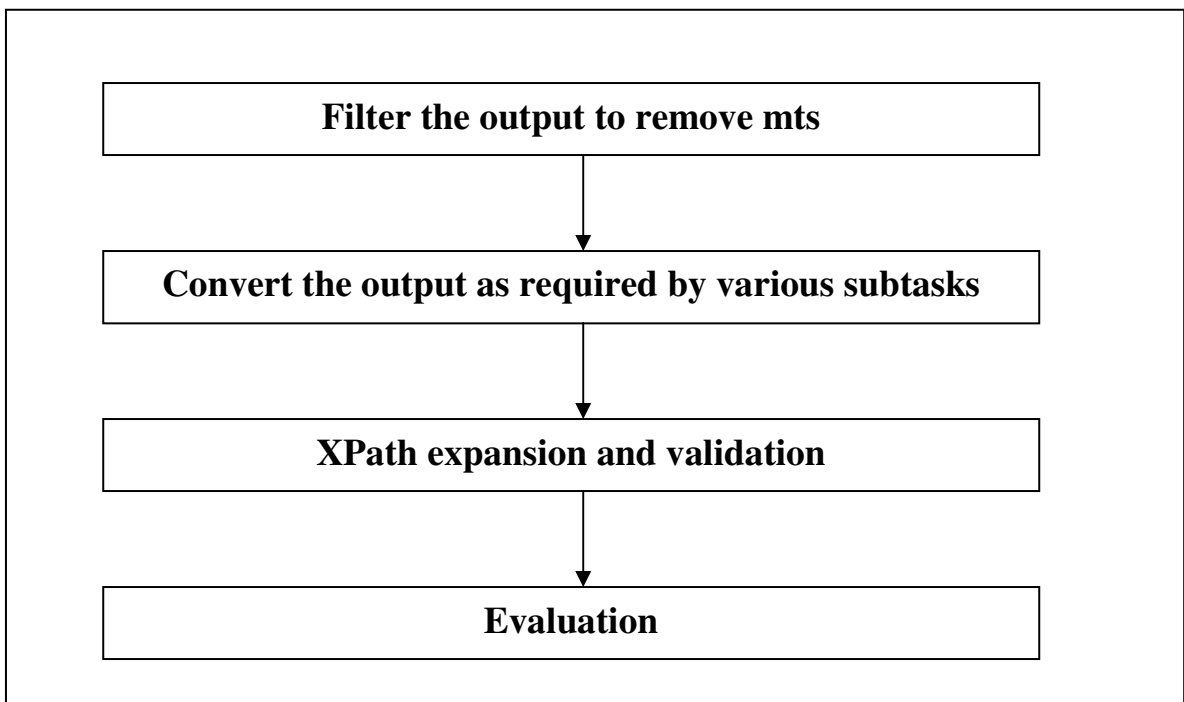 Filter the output to remove mts
Convert the output as required by various subtasks
XPath expansion and validation
Evaluation